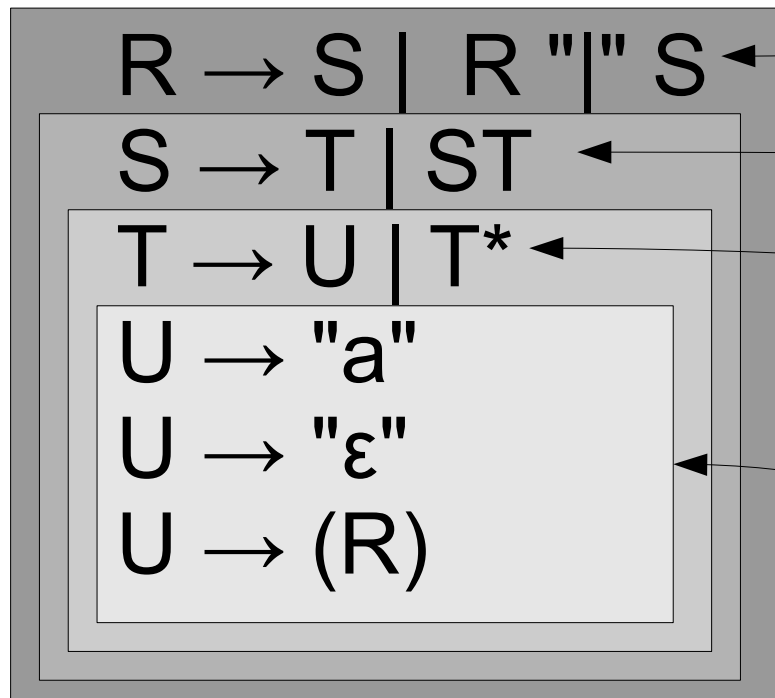 R → S | R "|" S
S → T | ST
T → U | T*
U → "a"
U → "ε"
U → (R)